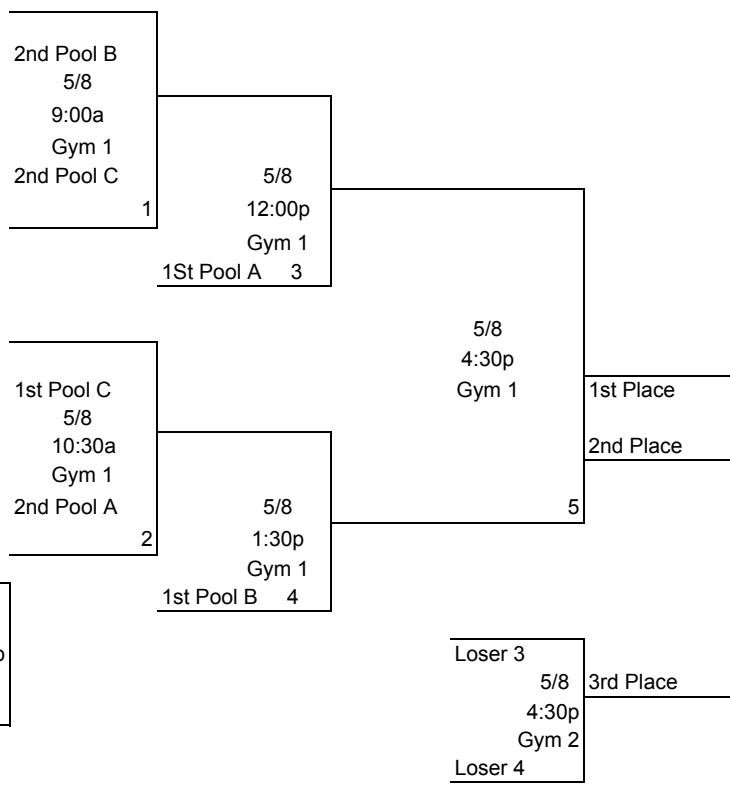 2nd Pool B
5/8
9:00a
Gym 1
2nd Pool C
1
5/8
12:00p
Gym 1
1St Pool A 3
5/8
4:30p
Gym 1
1st Place
2nd Place
5
1st Pool C
5/8
10:30a
Gym 1
2nd Pool A
2
5/8
1:30p
Gym 1
1st Pool B 4
Loser 3
5/8
4:30p
Gym 2
Loser 4
3rd Place